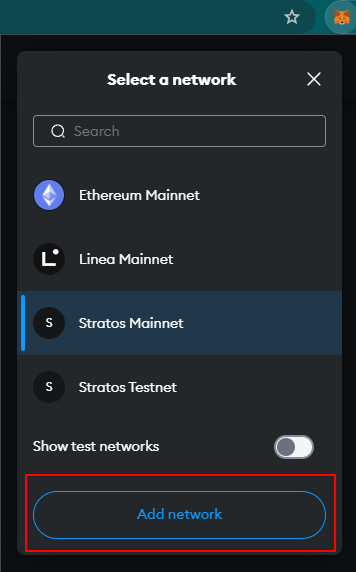 Select a network
Search
Ethereum Mainnet
Linea Mainnet
S Stratos Mainnet
S Stratos Testnet
Show test networks
Add network